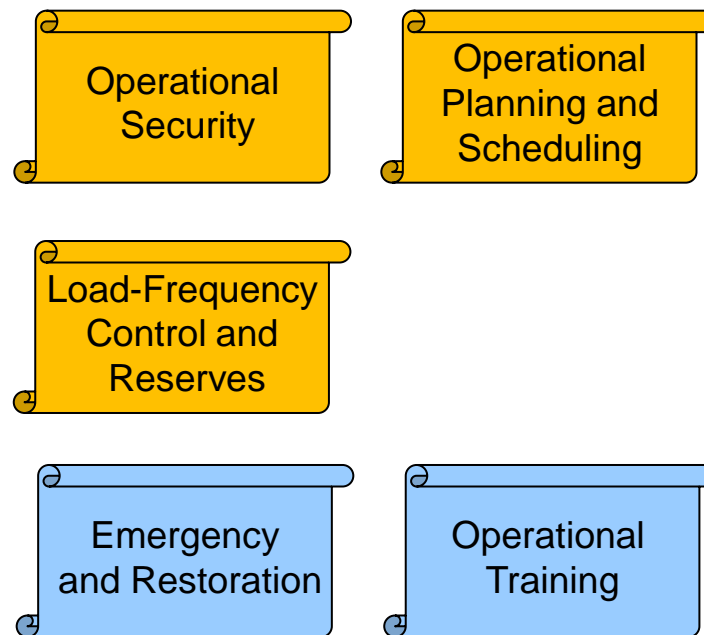 Operational
Security
Operational
Planning and
Scheduling
Load-Frequency
Control and
Reserves
Emergency
and Restoration
Operational
Training